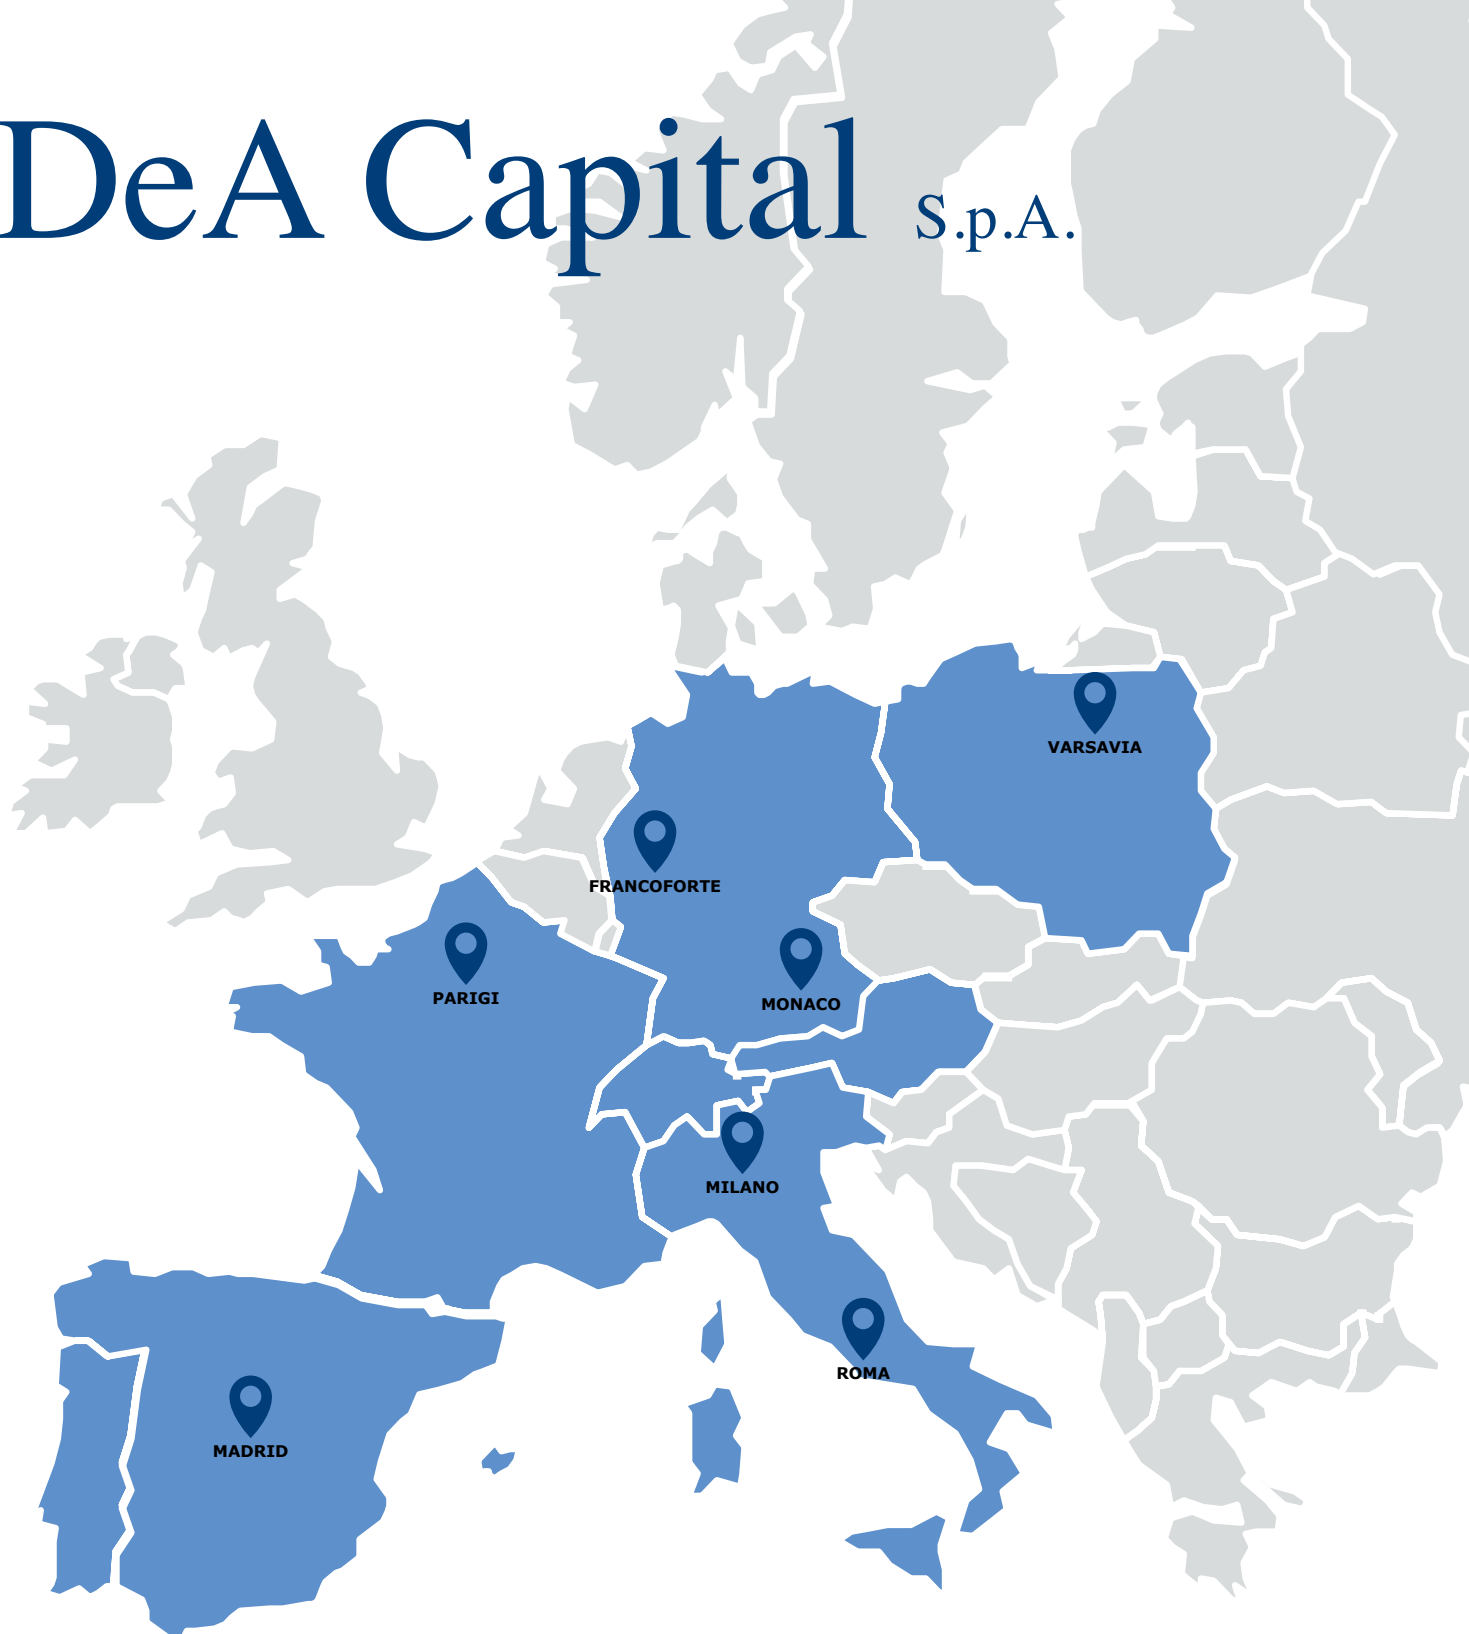 DeA Capital S.p.A.
VARSAVIA
FRANCOFORTE
PARIGI
MONACO
MILANO
ROMA
MADRID